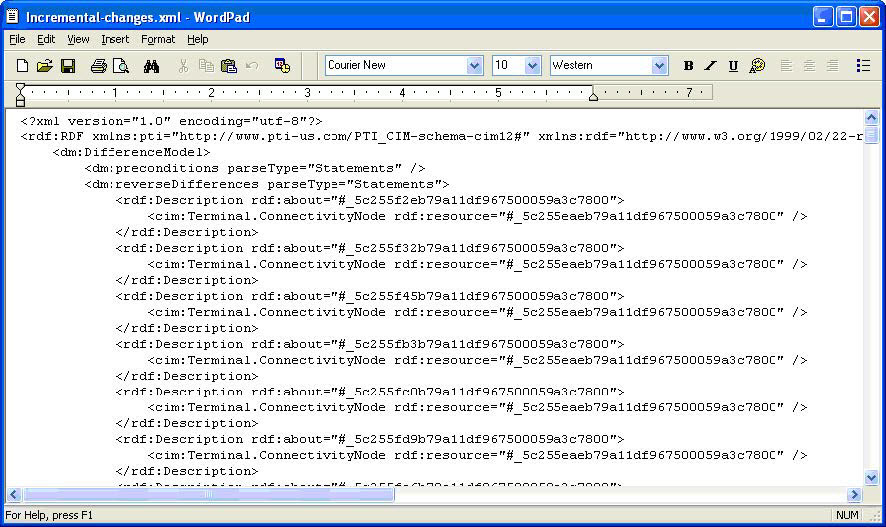 Incremental-changes.xml - WordPad
File Edit View Insert Format Help
Courier New 10 Western B I U
1 2 3 4 5 7
<?xml version="1.0" encoding="utf-8"?>
<rdf:RDF xmlns:pti="http://www.pti-us.com/PTI_CIM-schema-cim12#" xmlns:rdf="http://www.w3.org/1999/02/22-r
<dm:DifferenceModel>
<dm:preconditions parseType="Statements" />
<dm:reverseDifferences parseType="Statements">
<rdf:Description rdf:about="#_5c255f2eb79a11df967500059a3c7800">
<cim:Terminal.ConnectivityNode rdf:resource="#_5c255eaeb79a11df967500059a3c7800" />
</rdf:Description>
<rdf:Description rdf:about="#_5c255f32b79a11df967500059a3c7800">
<cim:Terminal.ConnectivityNode rdf:resource="#_5c255eaeb79a11df967500059a3c7800" />
</rdf:Description>
<rdf:Description rdf:about="#_5c255f45b79a11df967500059a3c7800">
<cim:Terminal.ConnectivityNode rdf:resource="#_5c255eaeb79a11df967500059a3c7800" />
</rdf:Description>
<rdf:Description rdf:about="#_5c255fb3b79a11df967500059a3c7800">
<cim:Terminal.ConnectivityNode rdf:resource="#_5c255eaeb79a11df967500059a3c7800" />
</rdf:Description>
<rdf:Description rdf:about="#_5c255fc0b79a11df967500059a3c7800">
<cim:Terminal.ConnectivityNode rdf:resource="#_5c255eaeb79a11df967500059a3c7800" />
</rdf:Description>
<rdf:Description rdf:about="#_5c255fd9b79a11df967500059a3c7800">
<cim:Terminal.ConnectivityNode rdf:resource="#_5c255eaeb79a11df967500059a3c7800" />
</rdf:Description>
For Help, press F1 NUM